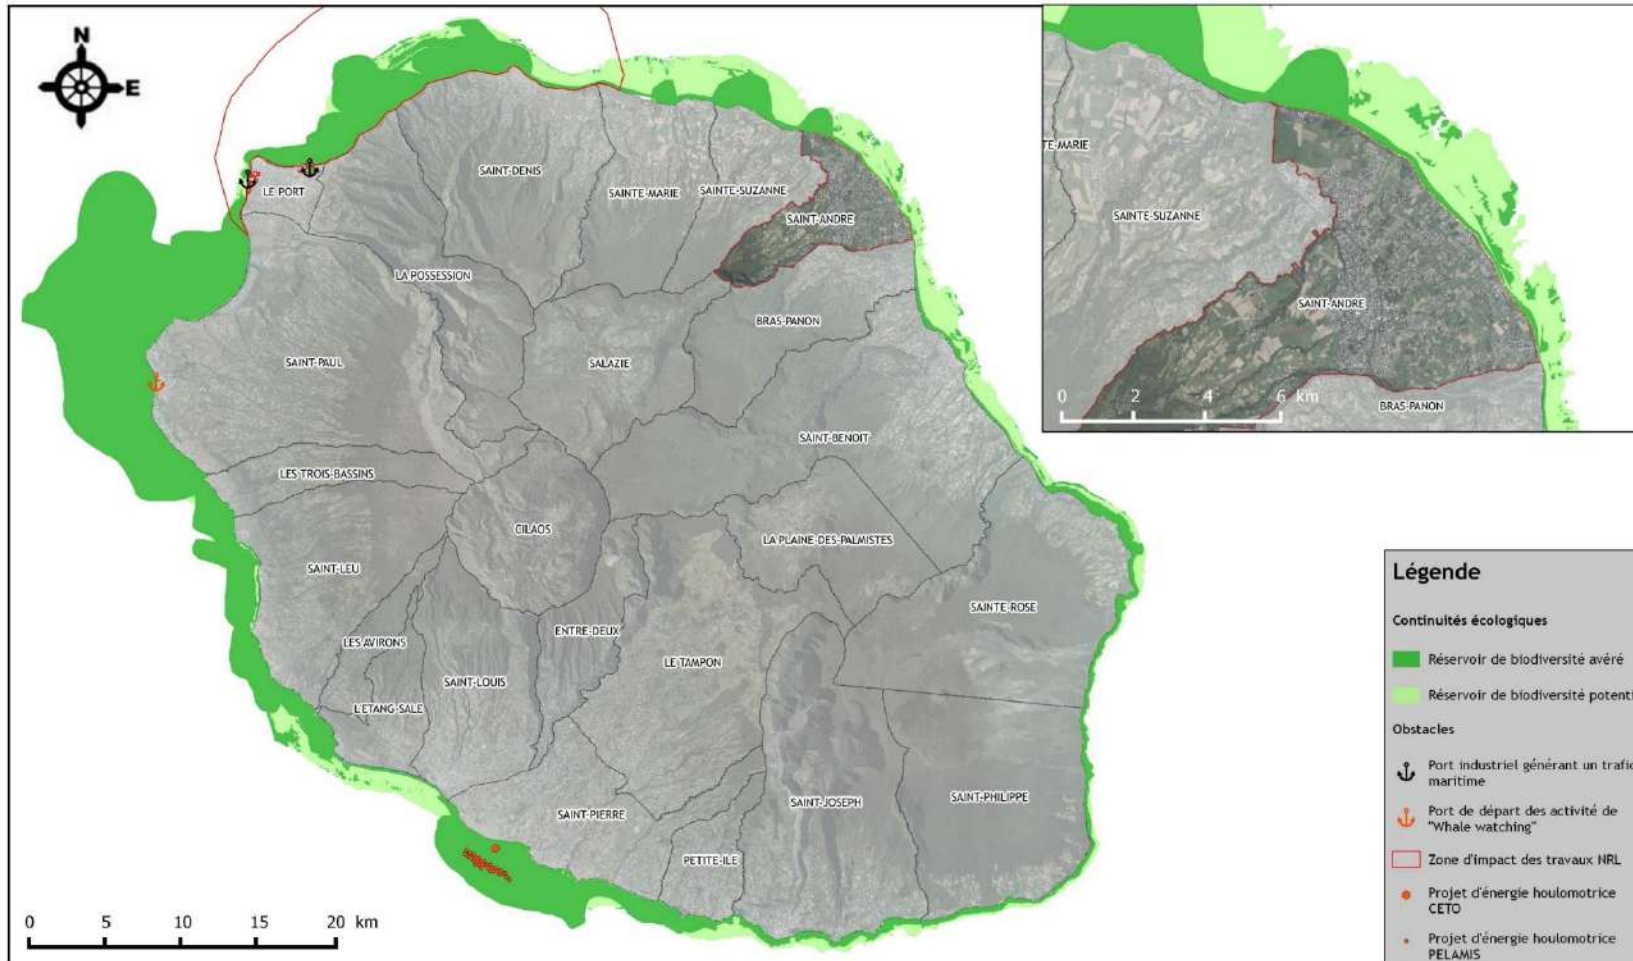 N
E
SAINT-DENIS
SAINTE-MARIE
SAINTE-SUZANNE
LE PORT
SAINT-ANDRE
LA POSSESSION
BRAS-PANON
SAINT-PAUL
SALAZIE
SAINT-BENOIT
LES TROIS-BASSINS
CILAOS
LA PLAINE-DES-PALMISTES
SAINT-LEU
SAINTE-ROSE
ENTRE-DEUX
LES AVIRONS
LE TAMPON
SAINT-LOUIS
L'ETANG-SALE
SAINT-PHILIPPE
SAINT-JOSEPH
SAINT-PIERRE
PETITE-ILE
0 5 10 15 20 km
TE-MARIE
SAINTE-SUZANNE
SAINT-ANDRE
0 2 4 6 km
BRAS-PANON
Légende
Continuités écologiques
Réservoir de biodiversité avéré
Réservoir de biodiversité potenti
Obstacles
Port industriel générant un trafic
maritime
Port de départ des activité de
"Whale watching"
Zone d'impact des travaux NRL
Projet d'énergie houlomotrice
CETO
Projet d'énergie houlomotrice
PELAMIS